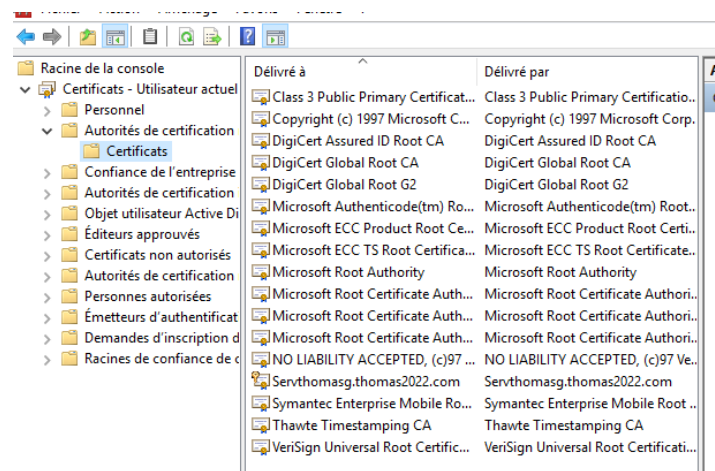 Racine de la console
Certificats - Utilisateur actuel
Personnel
Autorités de certification
Certificats
Confiance de l'entreprise
Autorités de certification
Objet utilisateur Active Di
Éditeurs approuvés
Certificats non autorisés
Autorités de certification
Personnes autorisées
Émetteurs d'authentificat
Demandes d'inscription d
Racines de confiance de c
Délivré à Délivré par
Class 3 Public Primary Certificat... Class 3 Public Primary Certificatio...
Copyright (c) 1997 Microsoft C... Copyright (c) 1997 Microsoft Corp.
DigiCert Assured ID Root CA DigiCert Assured ID Root CA
DigiCert Global Root CA DigiCert Global Root CA
DigiCert Global Root G2 DigiCert Global Root G2
Microsoft Authenticode(tm) Ro... Microsoft Authenticode(tm) Root...
Microsoft ECC Product Root Ce... Microsoft ECC Product Root Certi...
Microsoft ECC TS Root Certifica... Microsoft ECC TS Root Certificate...
Microsoft Root Authority Microsoft Root Authority
Microsoft Root Certificate Auth... Microsoft Root Certificate Authori...
Microsoft Root Certificate Auth... Microsoft Root Certificate Authori...
Microsoft Root Certificate Auth... Microsoft Root Certificate Authori...
NO LIABILITY ACCEPTED, (c)97 ... NO LIABILITY ACCEPTED, (c)97 Ve...
Servthomasg.thomas2022.com Servthomasg.thomas2022.com
Symantec Enterprise Mobile Ro... Symantec Enterprise Mobile Root ...
Thawte Timestamping CA Thawte Timestamping CA
VeriSign Universal Root Certific... VeriSign Universal Root Certificati...